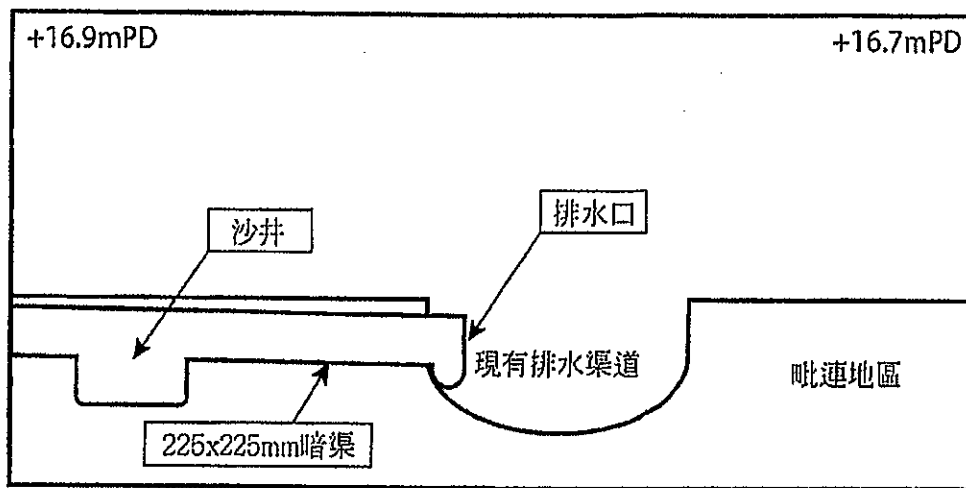 +16.9mPD
+16.7mPD
沙井
排水口
現有排水渠道
毗連地區
225x225mm暗渠